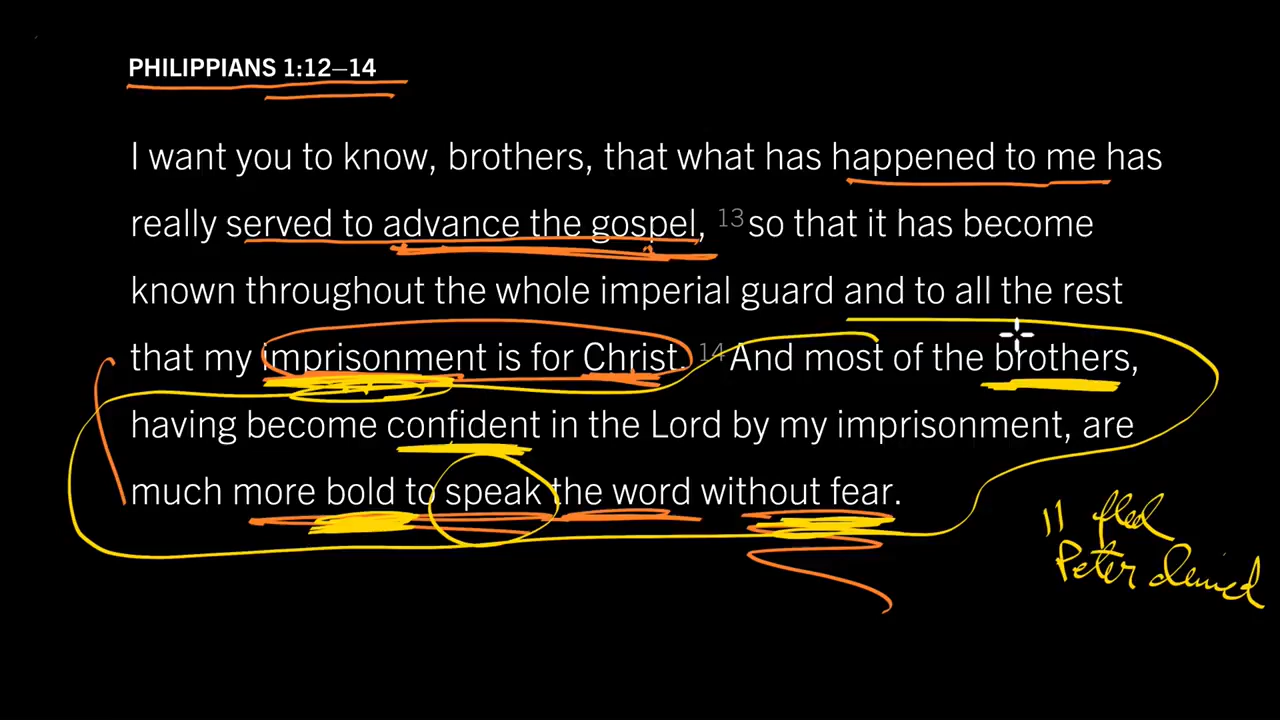 PHILIPPIANS 1:12–14
I want you to know, brothers, that what has happened to me has
really served to advance the gospel, 13 so that it has become
known throughout the whole imperial guard and to all the rest
that my imprisonment is for Christ. 14 And most of the brothers,
having become confident in the Lord by my imprisonment, are
much more bold to speak the word without fear.
11 fled
Peter denied